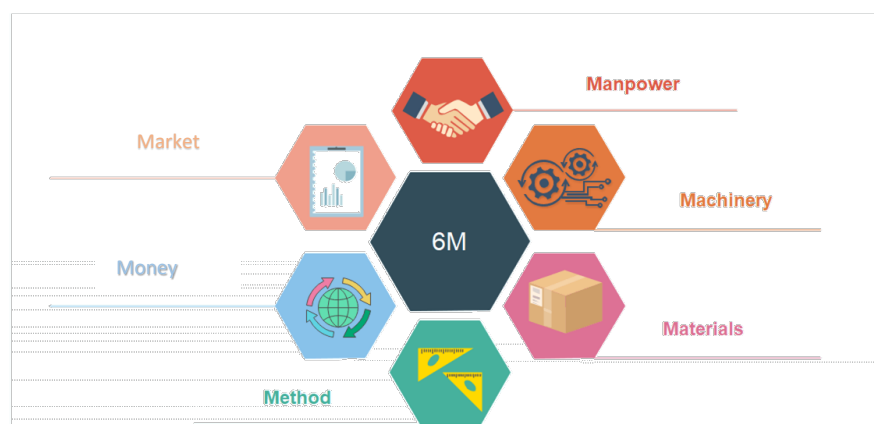 Manpower
Market
Machinery
6M
Money
Materials
Method